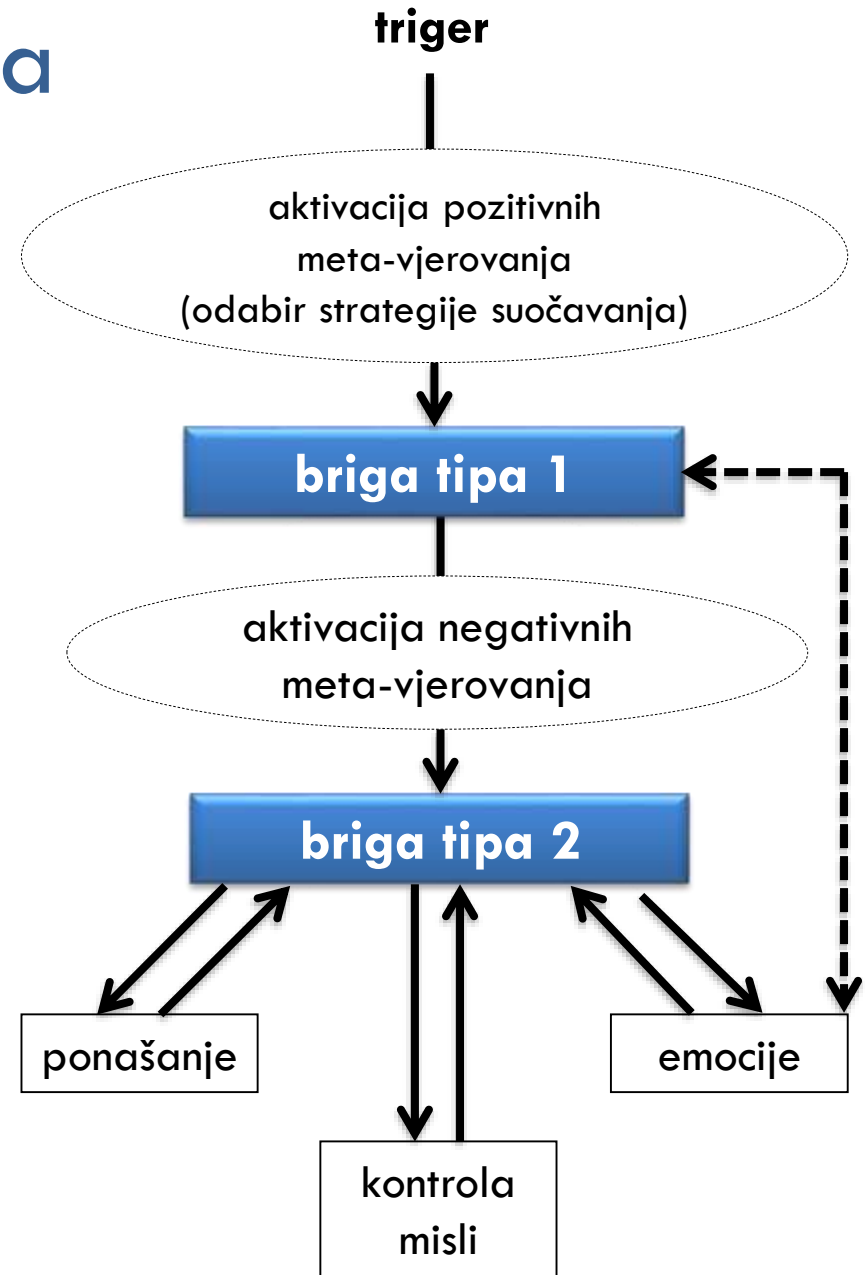 a
triger
aktivacija pozitivnih
meta-vjerovanja
(odabir strategije suočavanja)
briga tipa 1
aktivacija negativnih
meta-vjerovanja
briga tipa 2
ponašanje
emocije
kontrola
misli